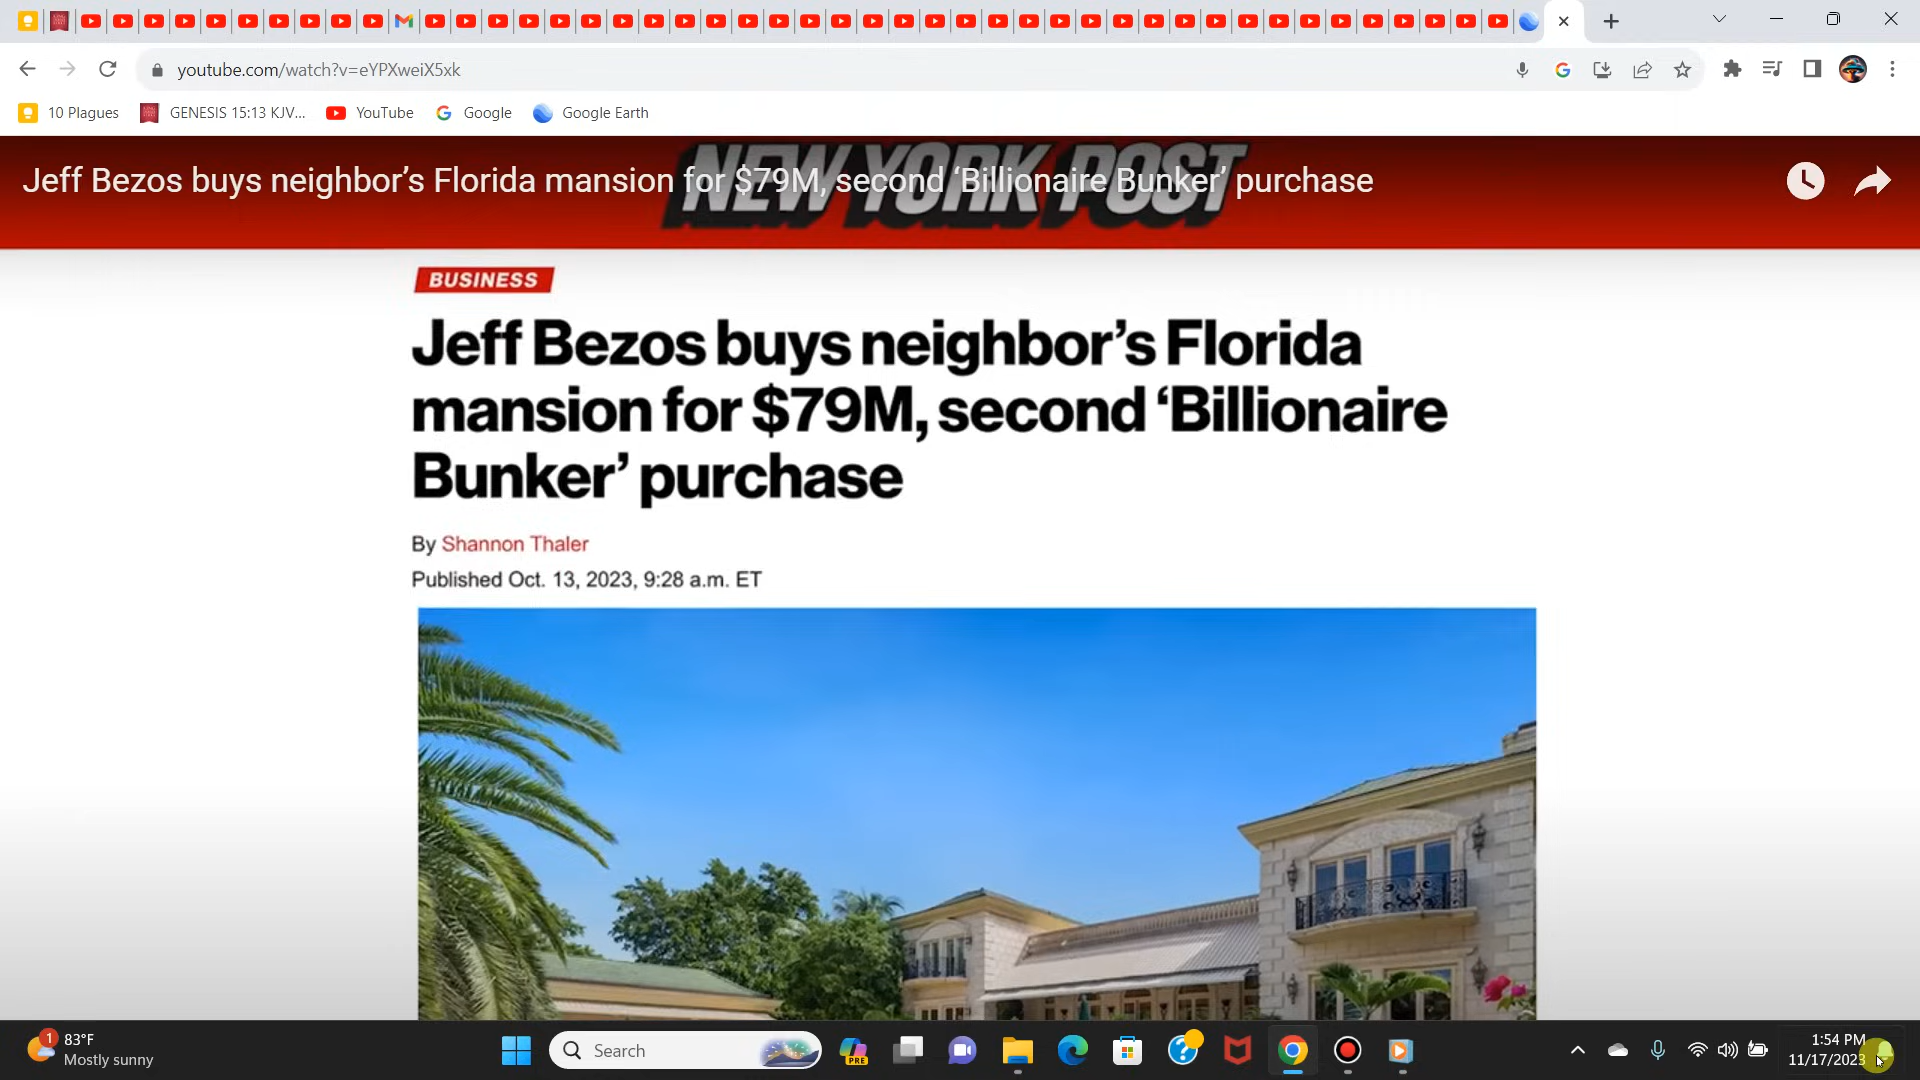 youtube.com/watch?v=eYPXweiX5xk
10 Plagues
GENESIS 15:13 KJV...
YouTube
Google
Google Earth
NEW YORK POST
Jeff Bezos buys neighbor’s Florida mansion for $79M, second ‘Billionaire Bunker’ purchase
BUSINESS
Jeff Bezos buys neighbor’s Florida
mansion for $79M, second ‘Billionaire
Bunker’ purchase
By Shannon Thaler
Published Oct. 13, 2023, 9:28 a.m. ET
1
83°F
Mostly sunny
Search
PRE
1:54 PM
11/17/2023